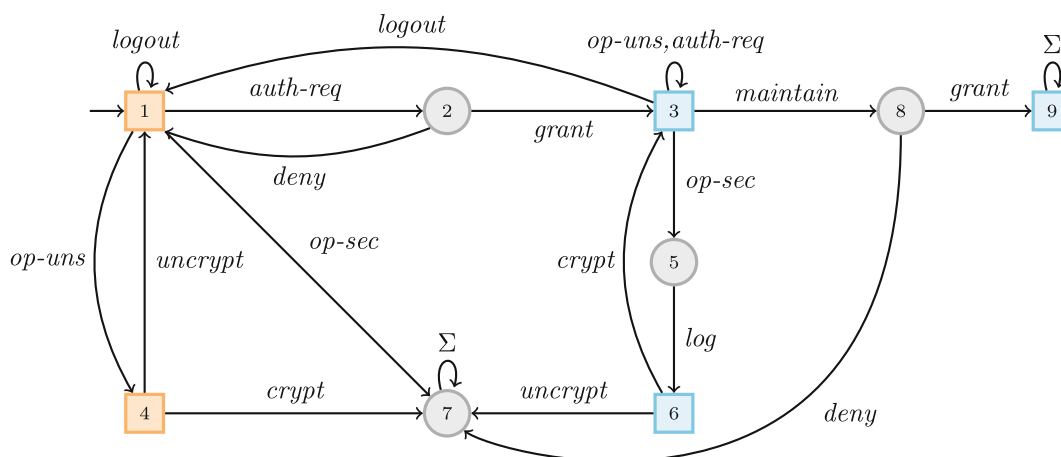 logout
logout
op-uns,auth-req
Σ
auth-req
maintain
grant
1
2
3
8
9
grant
deny
op-sec
op-sec
op-uns
uncrypt
crypt
5
log
Σ
crypt
uncrypt
deny
4
7
6